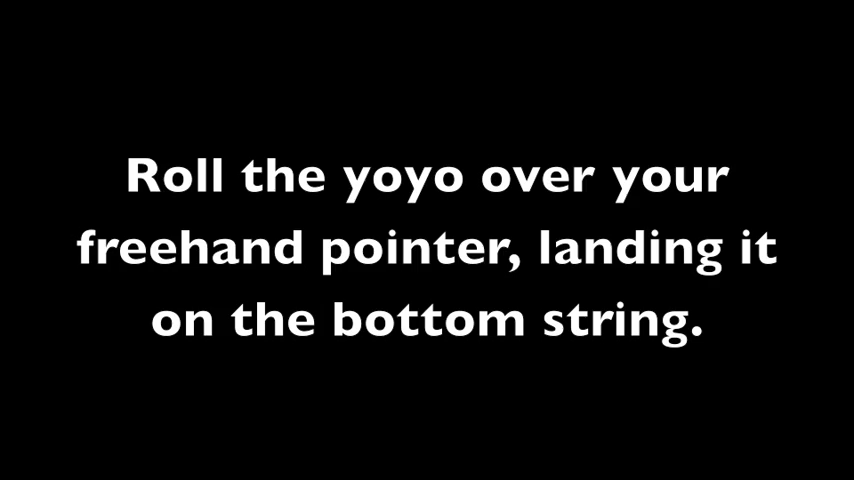 Roll the yoyo over your
freehand pointer, landing it
on the bottom string.